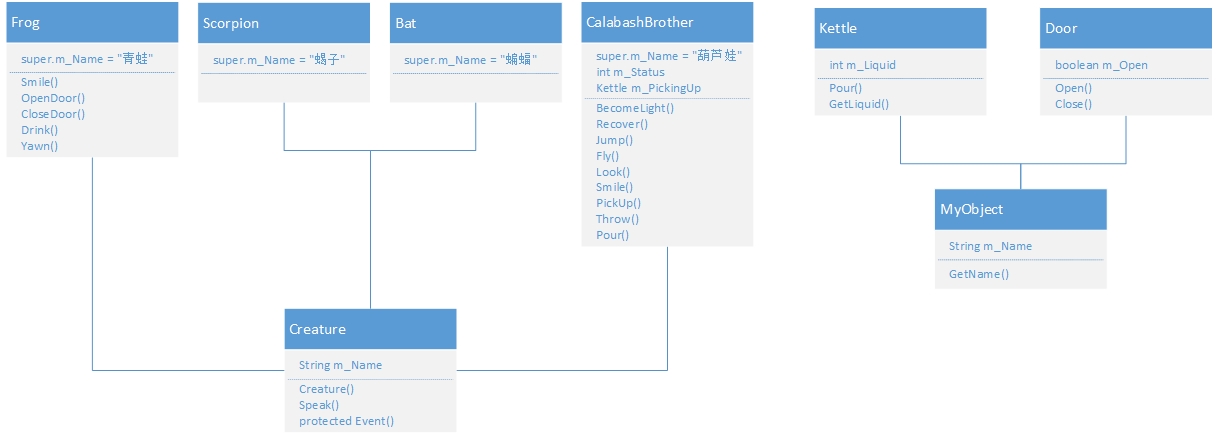 Frog
super.m_Name = "青蛙"
Smile()
OpenDoor()
CloseDoor()
Drink()
Yawn()
Scorpion
super.m_Name = "蝎子"
Bat
super.m_Name = "蝙蝠"
CalabashBrother
super.m_Name = "葫芦娃"
int m_Status
Kettle m_PickingUp
BecomeLight()
Recover()
Jump()
Fly()
Look()
Smile()
PickUp()
Throw()
Pour()
Kettle
int m_Liquid
Pour()
GetLiquid()
Door
boolean m_Open
Open()
Close()
MyObject
String m_Name
GetName()
Creature
String m_Name
Creature()
Speak()
protected Event()